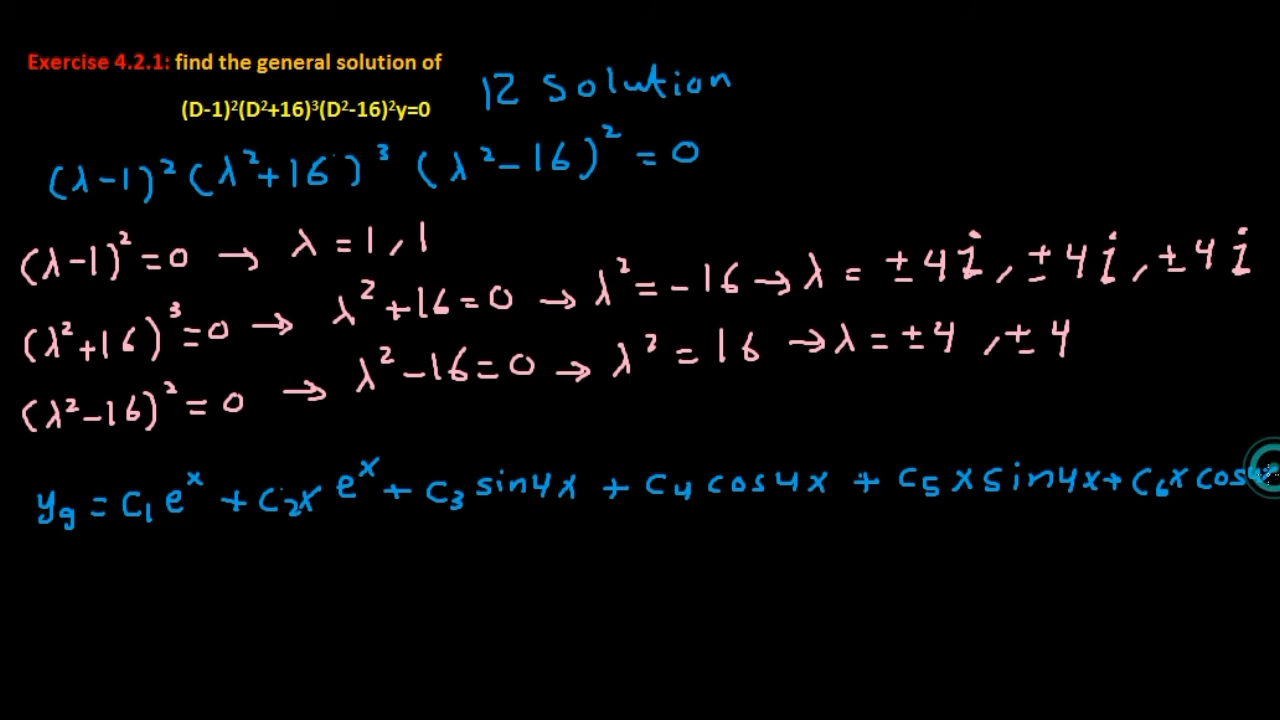 Exercise 4.2.1: find the general solution of
12 Solution
(D-1)²(D²+16)³(D²-16)²y=0
(λ-1)² (λ²+16)³ (λ²-16)² = 0
(λ-1)² = 0 → λ = 1, 1
(λ²+16)³ = 0 → λ²+16 = 0 → λ² = -16 → λ = ±4i, ±4i, ±4i
(λ²-16)² = 0 → λ²-16 = 0 → λ² = 16 → λ = ±4, ±4
yg = C1 e^x + C2 x e^x + C3 sin4x + C4 cos4x + C5 x sin4x + C6 x cos4x